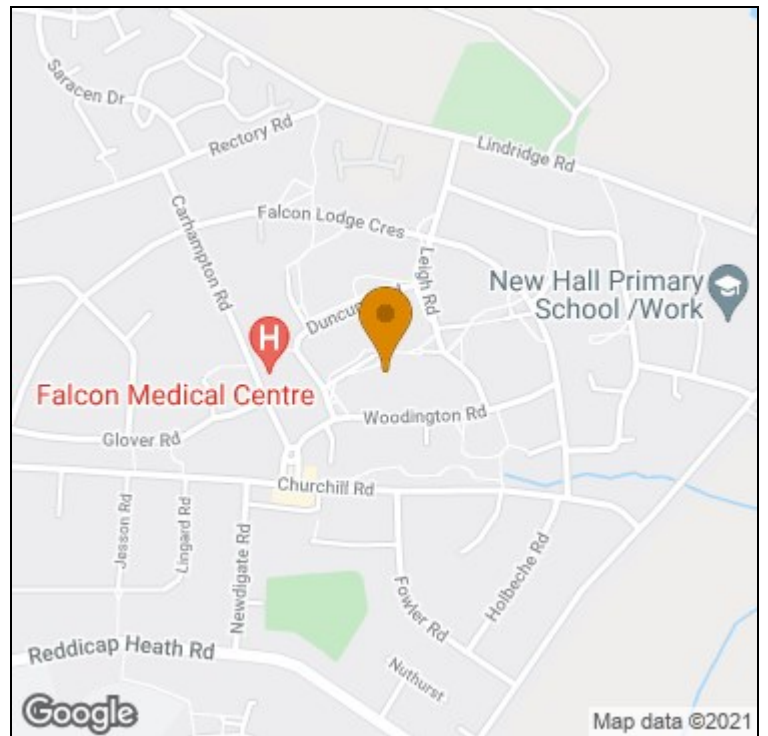 Saracen Dr
Rectory Rd
Lindridge Rd
Carhampton Rd
Falcon Lodge Cres
Leigh Rd
New Hall Primary
School /Work
H
Falcon Medical Centre
Woodington Rd
Glover Rd
Churchill Rd
Jesson Rd
Lingard Rd
Newdigate Rd
Fowler Rd
Holbeche Rd
Reddicap Heath Rd
Nuthurst
Google
Map data ©2021